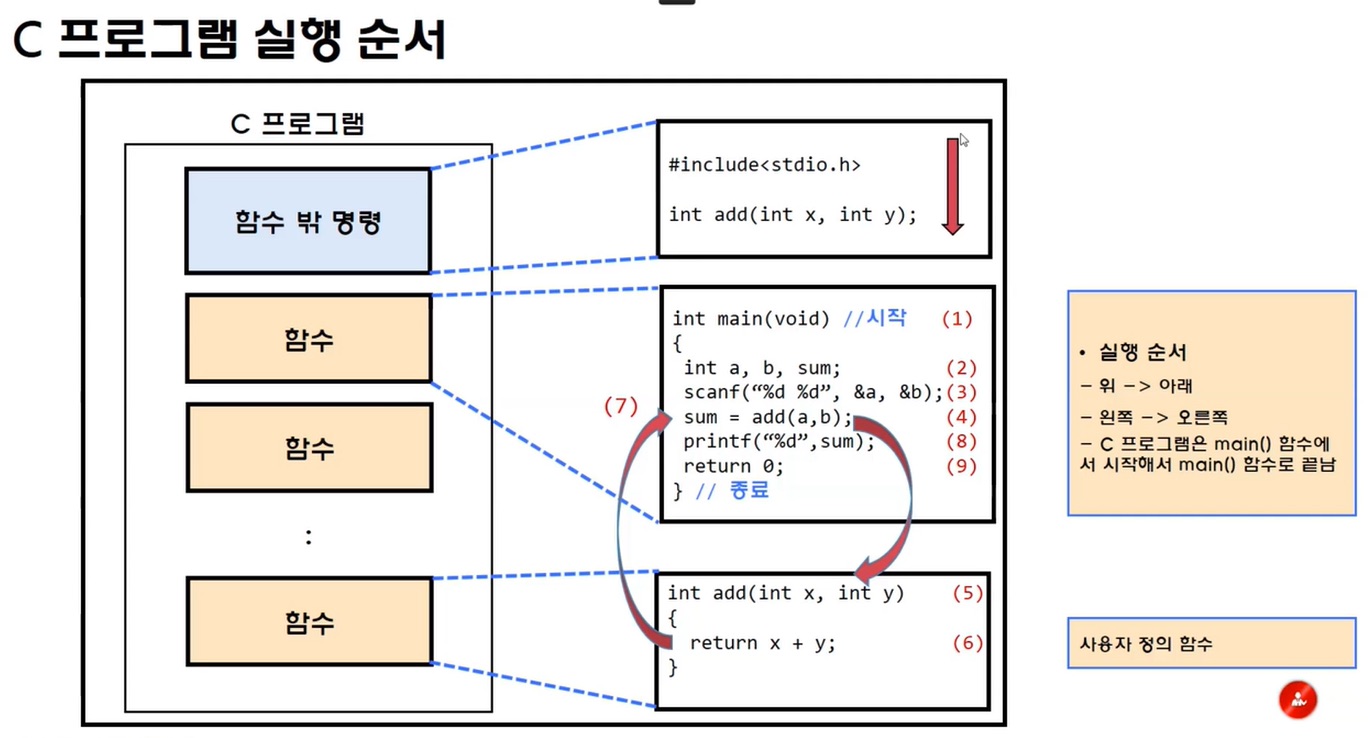 C 프로그램 실행 순서
C 프로그램
함수 밖 명령
함수
함수
:
함수
#include<stdio.h>
int add(int x, int y);
int main(void) //시작 (1)
{
int a, b, sum; (2)
scanf(“%d %d”, &a, &b);(3)
(7)
sum = add(a,b); (4)
printf(“%d”,sum); (8)
return 0; (9)
} // 종료
int add(int x, int y) (5)
{
return x + y; (6)
}
• 실행 순서
– 위 -> 아래
– 왼쪽 -> 오른쪽
– C 프로그램은 main() 함수에
서 시작해서 main() 함수로 끝남
사용자 정의 함수